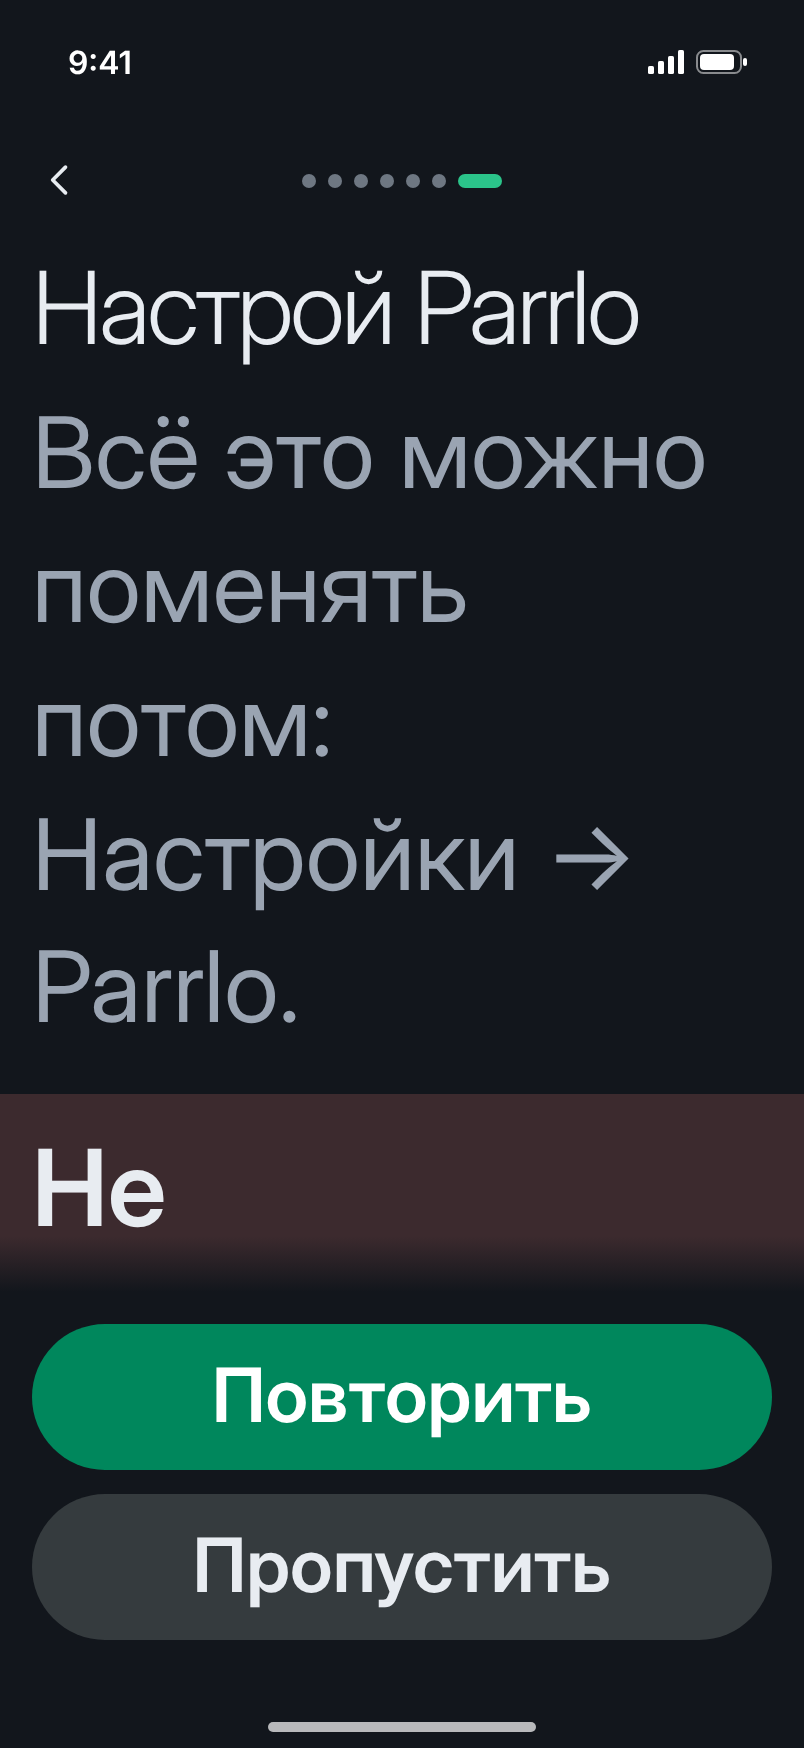 9:41
Настрой Parrlo
Всё это можно
поменять
потом:
Настройки →
Parrlo.
Не
Повторить
Пропустить